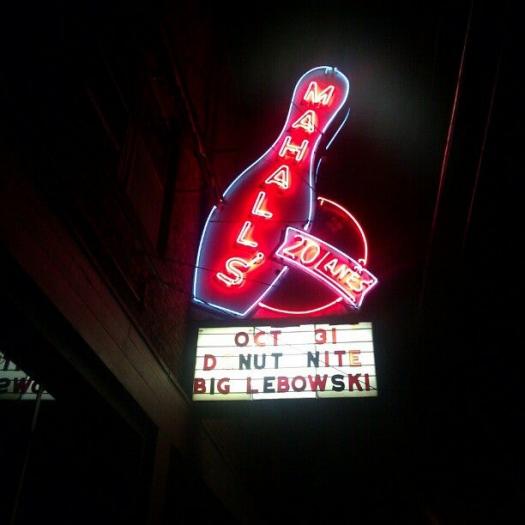 MAHALL'S
20 LANES
OCT 31
D NUT NITE
BIG LEBOWSKI